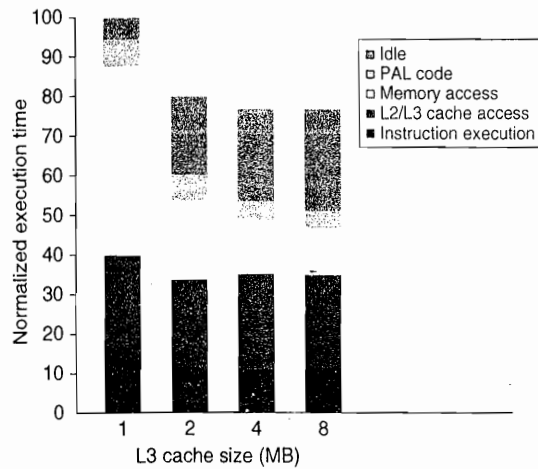 100
90
80
70
60
50
40
30
20
10
0
Normalized execution time
Idle
PAL code
Memory access
L2/L3 cache access
Instruction execution
1 2 4 8
L3 cache size (MB)